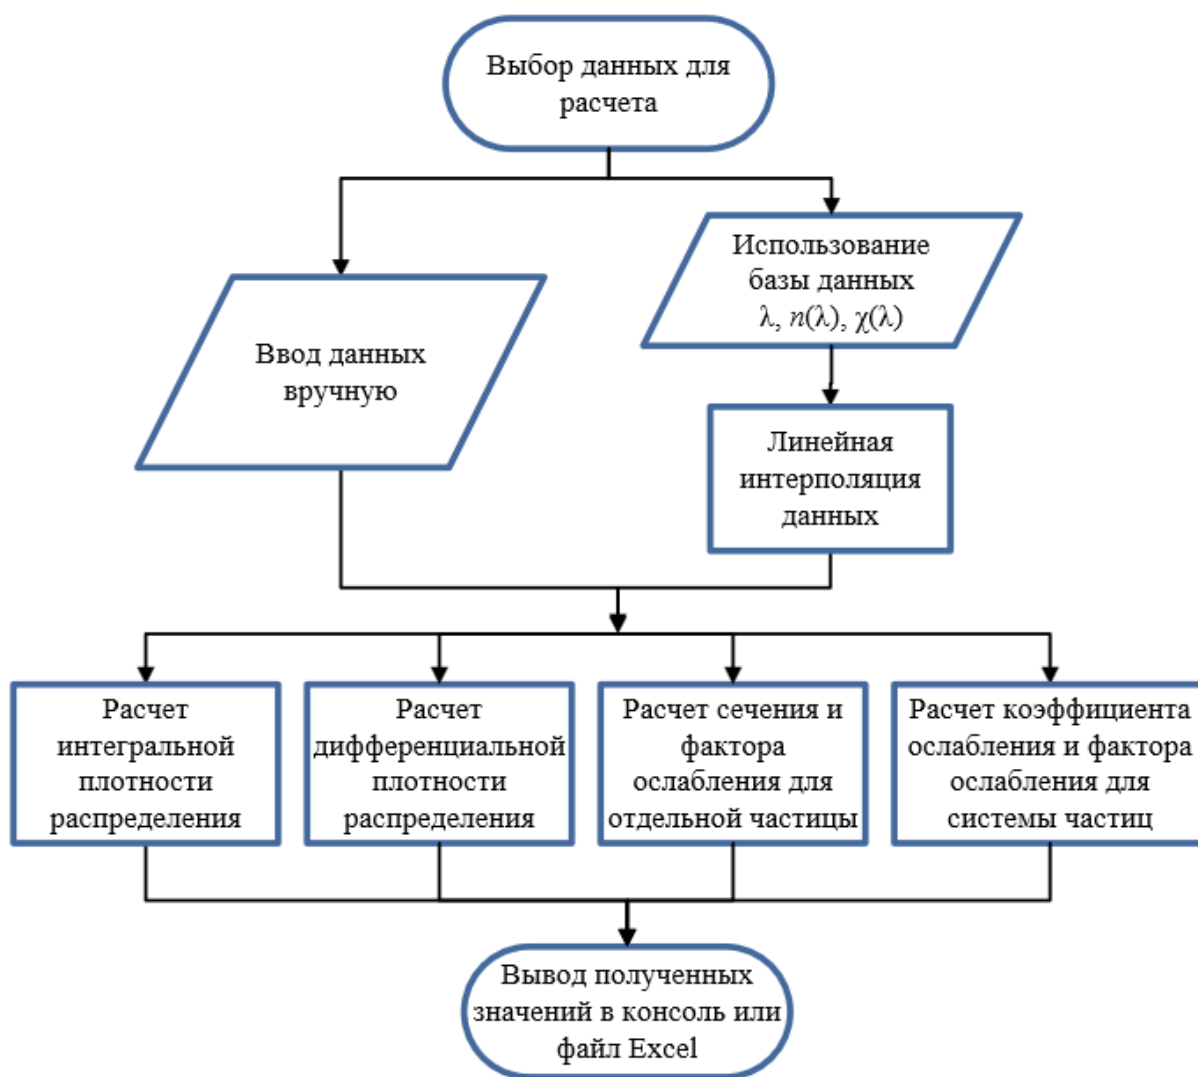 Выбор данных для
расчета
Использование
базы данных
λ, n(λ), χ(λ)
Ввод данных
вручную
Линейная
интерполяция
данных
Расчет
интегральной
плотности
распределения
Расчет
дифференциальной
плотности
распределения
Расчет сечения и
фактора
ослабления для
отдельной частицы
Расчет коэффициента
ослабления и фактора
ослабления для
системы частиц
Вывод полученных
значений в консоль или
файл Excel